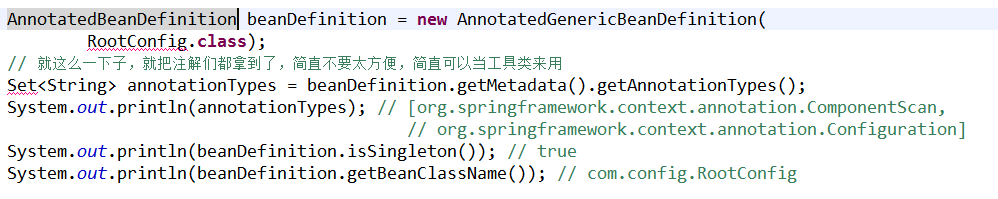 AnnotatedBeanDefinition beanDefinition = new AnnotatedGenericBeanDefinition(
RootConfig.class);
// 就这么一下子，就把注解们都拿到了，简直不要太方便，简直可以当工具类来用
Set<String> annotationTypes = beanDefinition.getMetadata().getAnnotationTypes();
System.out.println(annotationTypes); // [org.springframework.context.annotation.ComponentScan,
// org.springframework.context.annotation.Configuration]
System.out.println(beanDefinition.isSingleton()); // true
System.out.println(beanDefinition.getBeanClassName()); // com.config.RootConfig